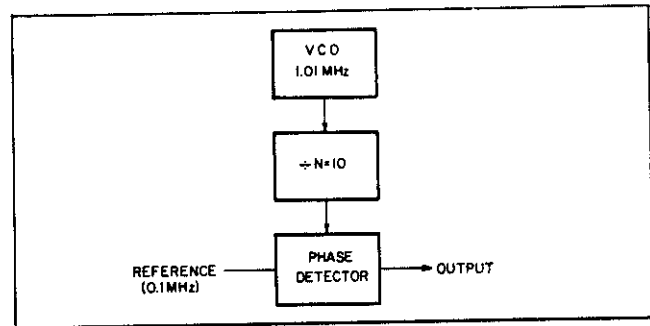 VCO
1.01 MHz
÷ N=10
PHASE
DETECTOR
REFERENCE
(0.1MHz)
OUTPUT